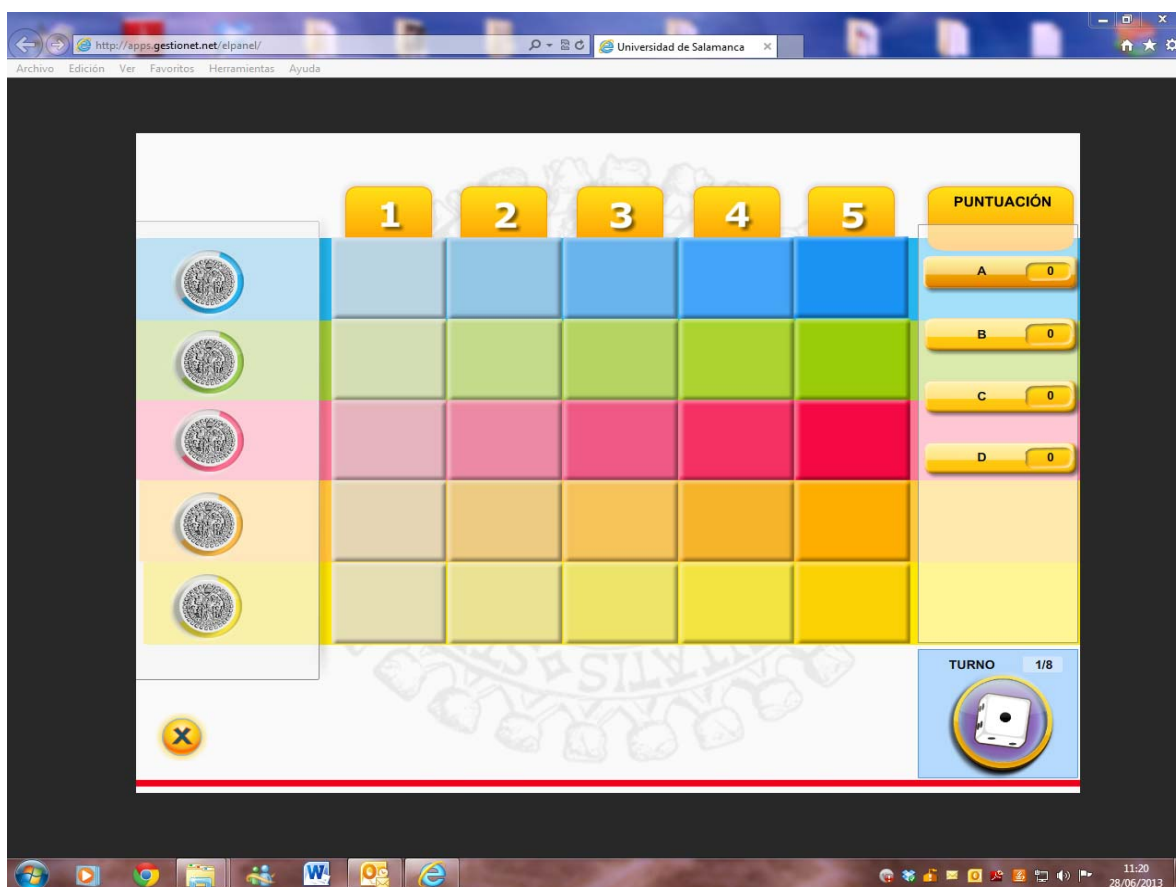 http://apps.gestionet.net/elpanel/
Universidad de Salamanca
Archivo Edición Ver Favoritos Herramientas Ayuda
1 2 3 4 5 PUNTUACIÓN
A 0
B 0
C 0
D 0
TURNO 1/8
X
11:20
28/06/2013